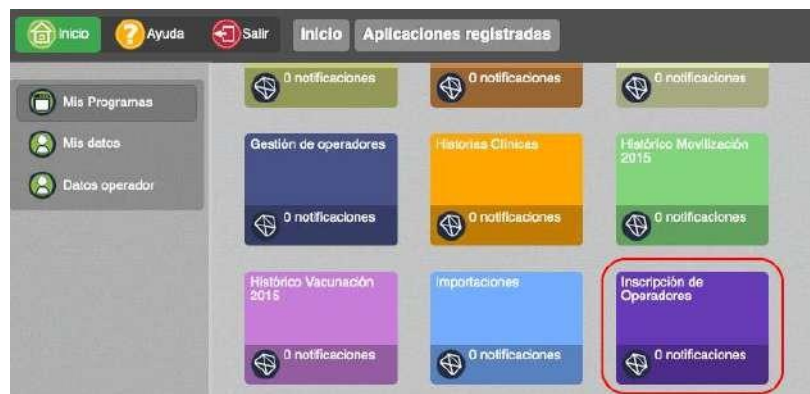 Inicio
Ayuda
Salir
Inicio
Aplicaciones registradas
Mis Programas
Mis datos
Datos operador
0 notificaciones
0 notificaciones
0 notificaciones
Gestión de operadores
0 notificaciones
Historias Clínicas
0 notificaciones
Histórico Movilización
2015
0 notificaciones
Histórico Vacunación
2015
0 notificaciones
Importaciones
0 notificaciones
Inscripción de
Operadores
0 notificaciones